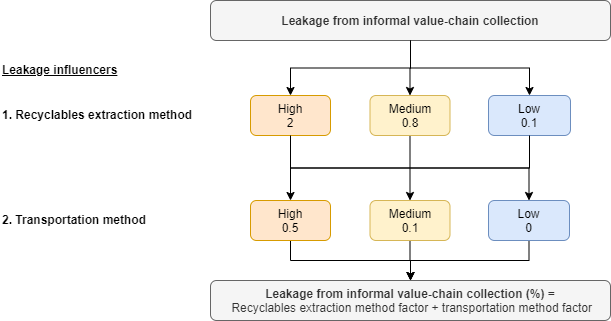 Leakage from informal value-chain collection
Leakage influencers
1. Recyclables extraction method
High
2
Medium
0.8
Low
0.1
2. Transportation method
High
0.5
Medium
0.1
Low
0
Leakage from informal value-chain collection (%) =
Recyclables extraction method factor + transportation method factor